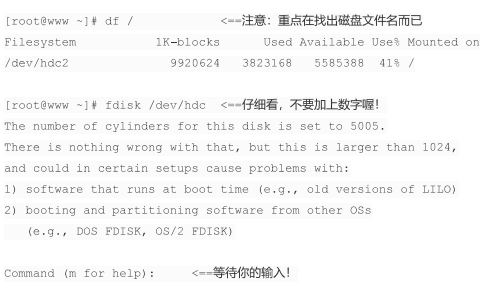 [root@www ~]# df /            <==注意：重点在找出磁盘文件名而已
Filesystem           1K-blocks      Used Available Use% Mounted on
/dev/hdc2              9920624   3823168   5585388  41% /
[root@www ~]# fdisk /dev/hdc  <==仔细看，不要加上数字喔！
The number of cylinders for this disk is set to 5005.
There is nothing wrong with that, but this is larger than 1024,
and could in certain setups cause problems with:
1) software that runs at boot time (e.g., old versions of LILO)
2) booting and partitioning software from other OSs
   (e.g., DOS FDISK, OS/2 FDISK)
Command (m for help):     <==等待你的输入！